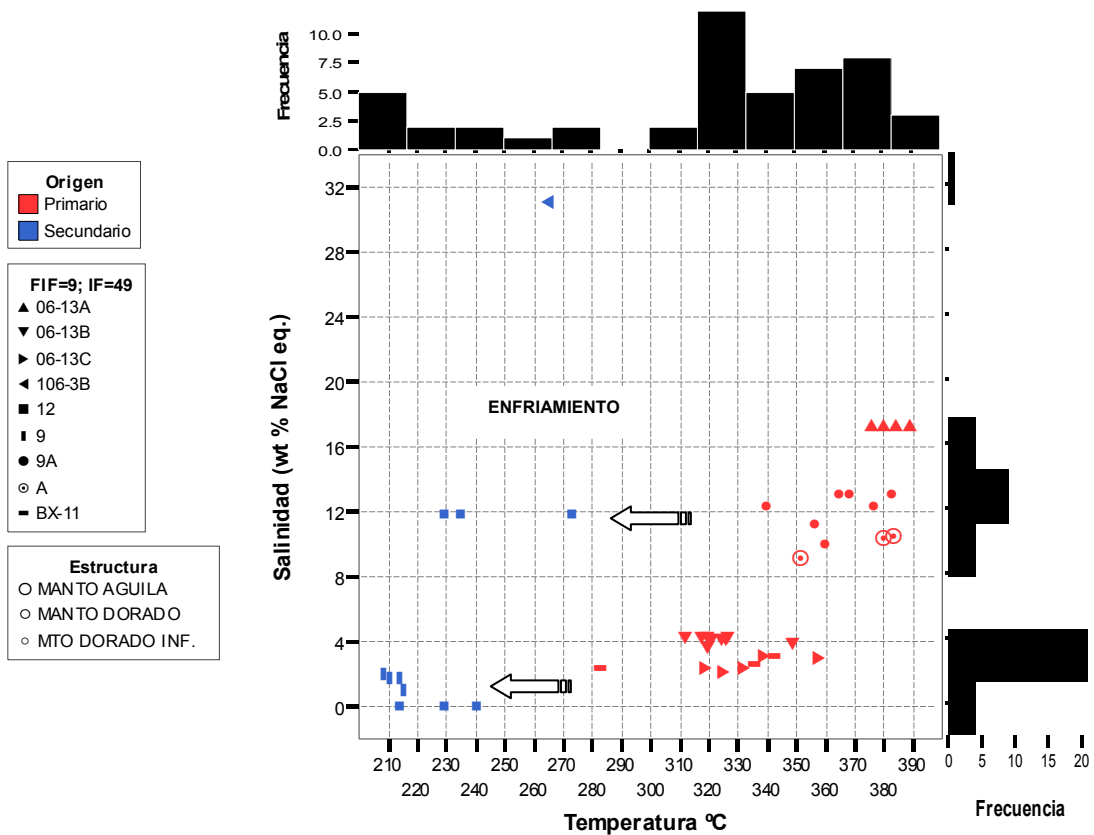 Frecuencia
10.0
7.5
5.0
2.5
0.0
Origen
Primario
Secundario
FIF=9; IF=49
06-13A
06-13B
06-13C
106-3B
12
9
9A
A
BX-11
Estructura
MANTO AGUILA
MANTO DORADO
MTO DORADO INF.
Salinidad (wt % NaCl eq.)
32
28
24
20
16
12
8
4
0
ENFRIAMIENTO
210 230 250 270 290 310 330 350 370 390
220 240 260 280 300 320 340 360 380
Temperatura ºC
0 5 10 15 20
Frecuencia